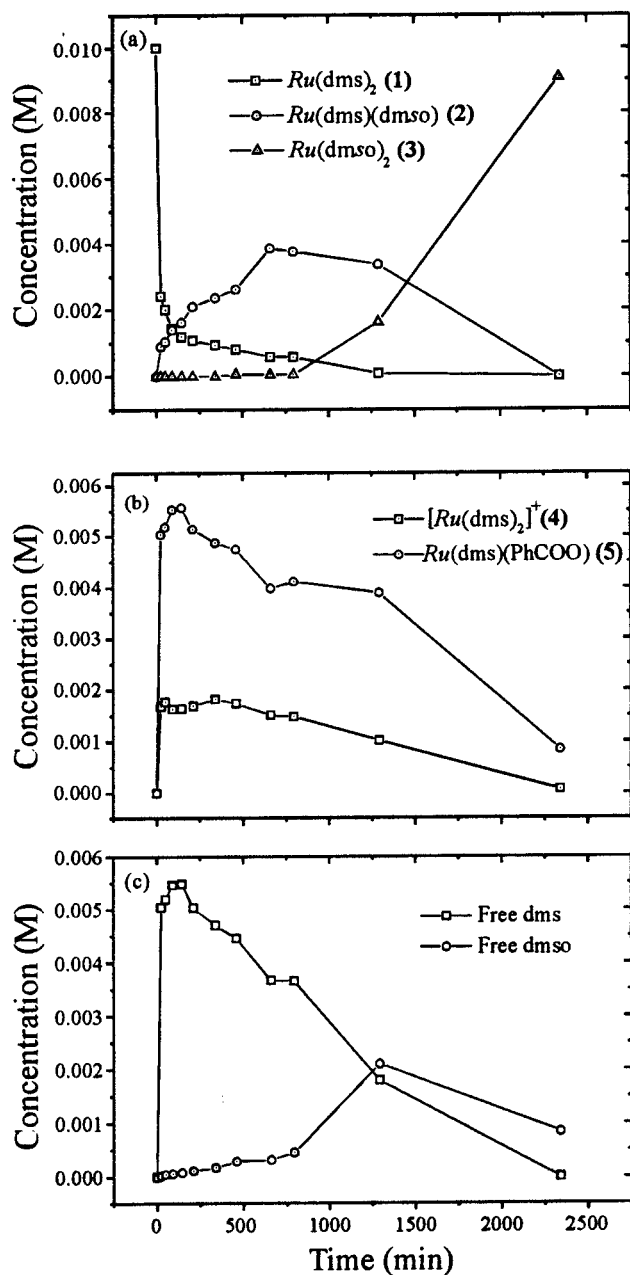 (a)
Ru(dms)₂ (1)
Ru(dms)(dmso) (2)
Ru(dmso)₂ (3)
Concentration (M)
0.010
0.008
0.006
0.004
0.002
0.000
(b)
[Ru(dms)₂]⁺(4)
Ru(dms)(PhCOO) (5)
Concentration (M)
0.006
0.005
0.004
0.003
0.002
0.001
0.000
(c)
Free dms
Free dmso
Concentration (M)
0.006
0.005
0.004
0.003
0.002
0.001
0.000
0 500 1000 1500 2000 2500
Time (min)